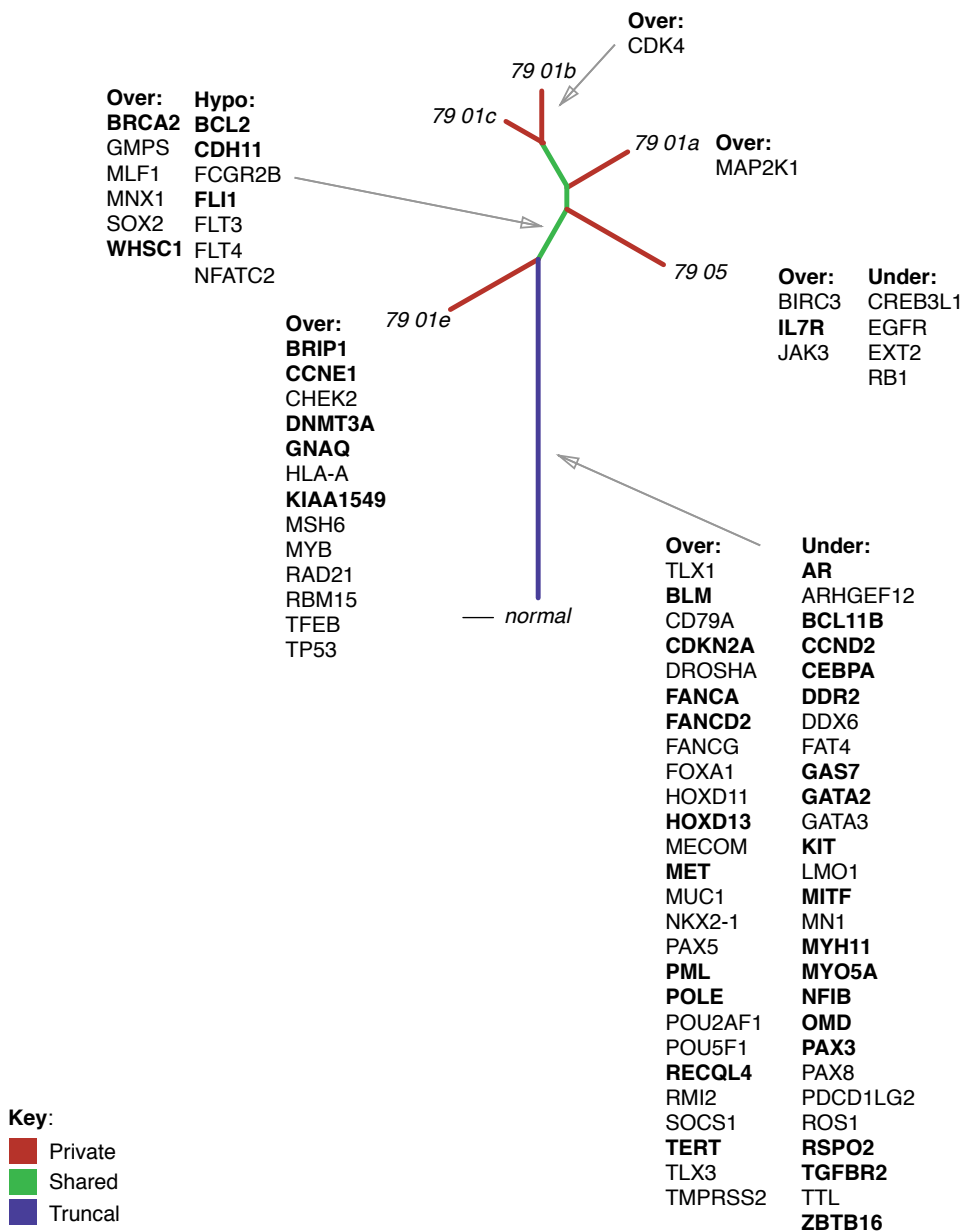 Over:
CDK4
79 01b
79 01c
79 01a
Over:
MAP2K1
Over:
BRCA2
GMPS
MLF1
MNX1
SOX2
WHSC1
Hypo:
BCL2
CDH11
FCGR2B
FLI1
FLT3
FLT4
NFATC2
79 05
Over:
BIRC3
IL7R
JAK3
Under:
CREB3L1
EGFR
EXT2
RB1
79 01e
Over:
BRIP1
CCNE1
CHEK2
DNMT3A
GNAQ
HLA-A
KIAA1549
MSH6
MYB
RAD21
RBM15
TFEB
TP53
normal
Over:
TLX1
BLM
CD79A
CDKN2A
DROSHA
FANCA
FANCD2
FANCG
FOXA1
HOXD11
HOXD13
MECOM
MET
MUC1
NKX2-1
PAX5
PML
POLE
POU2AF1
POU5F1
RECQL4
RMI2
SOCS1
TERT
TLX3
TMPRSS2
Under:
AR
ARHGEF12
BCL11B
CCND2
CEBPA
DDR2
DDX6
FAT4
GAS7
GATA2
GATA3
KIT
LMO1
MITF
MN1
MYH11
MYO5A
NFIB
OMD
PAX3
PAX8
PDCD1LG2
ROS1
RSPO2
TGFBR2
TTL
ZBTB16
Key:
Private
Shared
Truncal